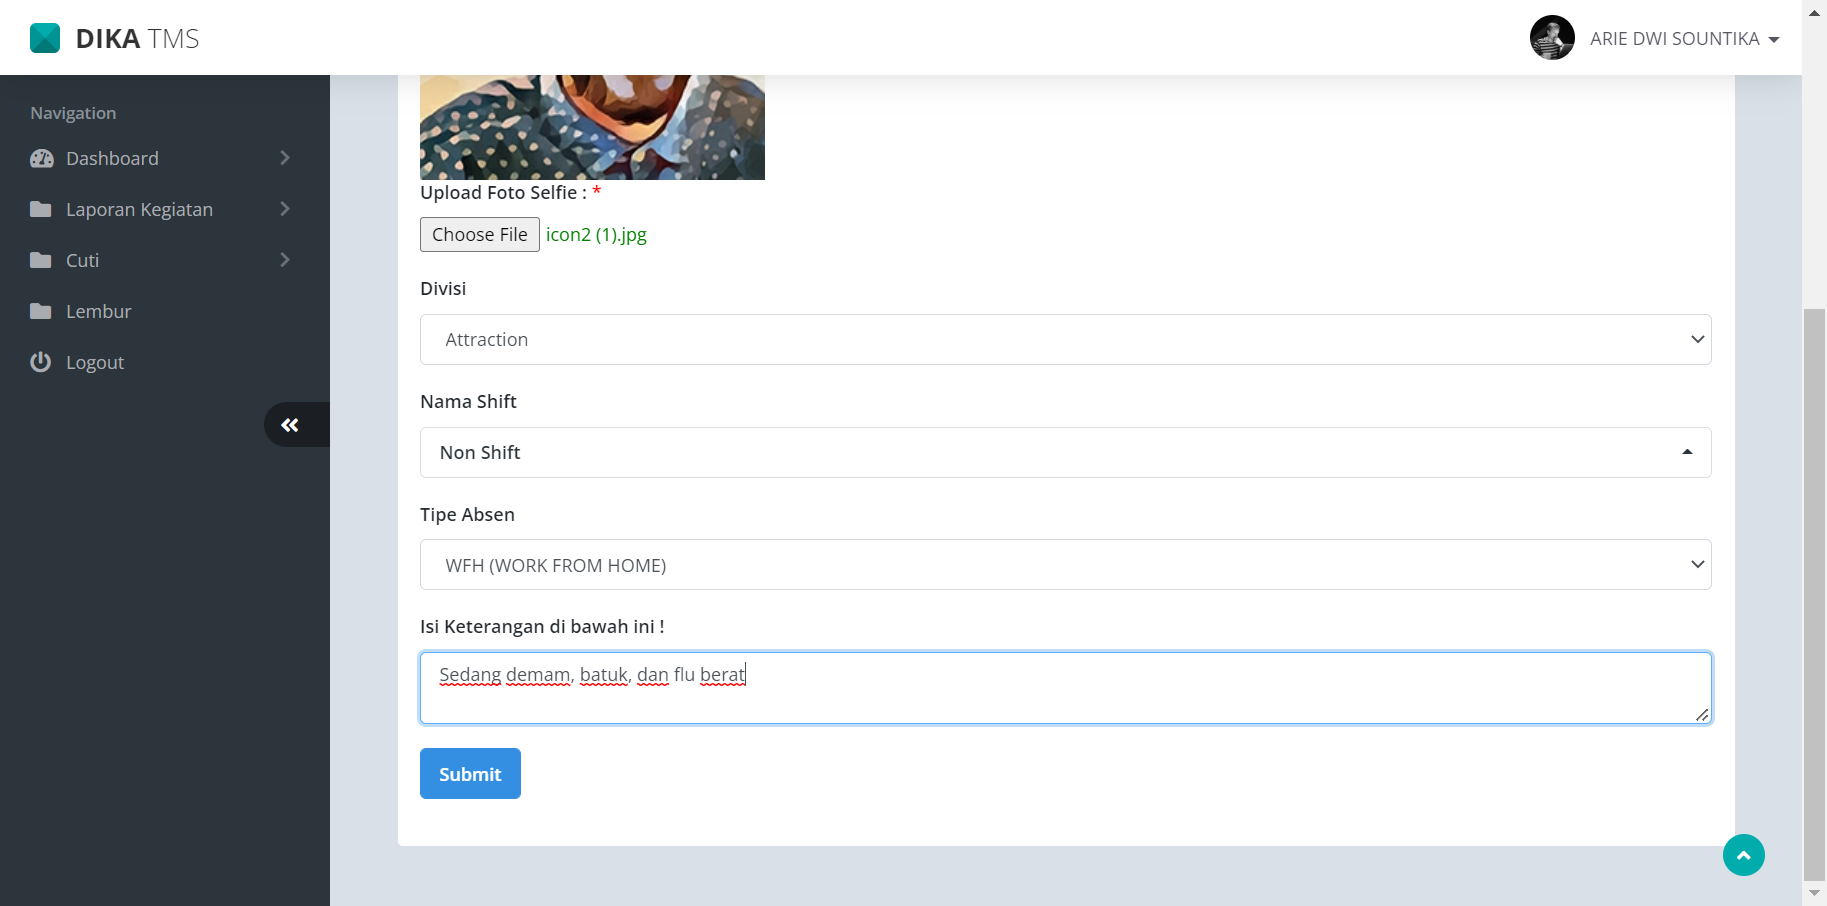 DIKA TMS
ARIE DWI SOUNTIKA
Navigation
Dashboard
Laporan Kegiatan
Cuti
Lembur
Logout
Upload Foto Selfie : *
Choose File icon2 (1).jpg
Divisi
Attraction
Nama Shift
Non Shift
Tipe Absen
WFH (WORK FROM HOME)
Isi Keterangan di bawah ini !
Sedang demam, batuk, dan flu berat
Submit